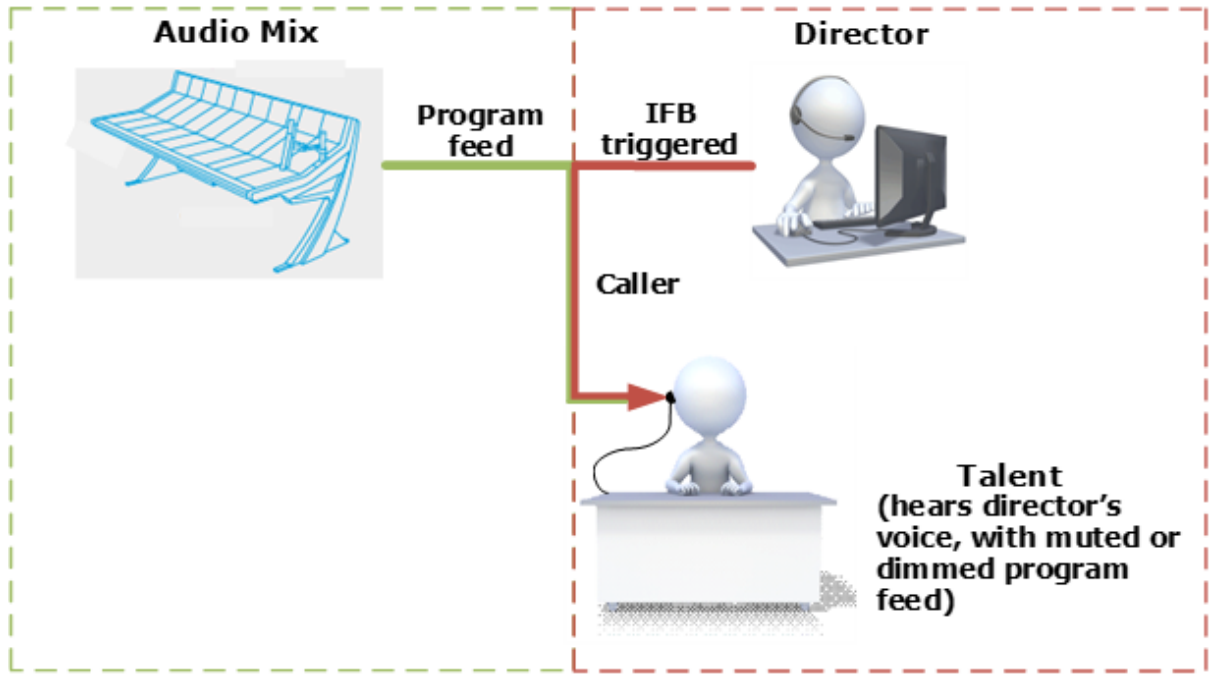 Audio Mix
Director
Program
feed
IFB
triggered
Caller
Talent
(hears director's
voice, with muted or
dimmed program
feed)